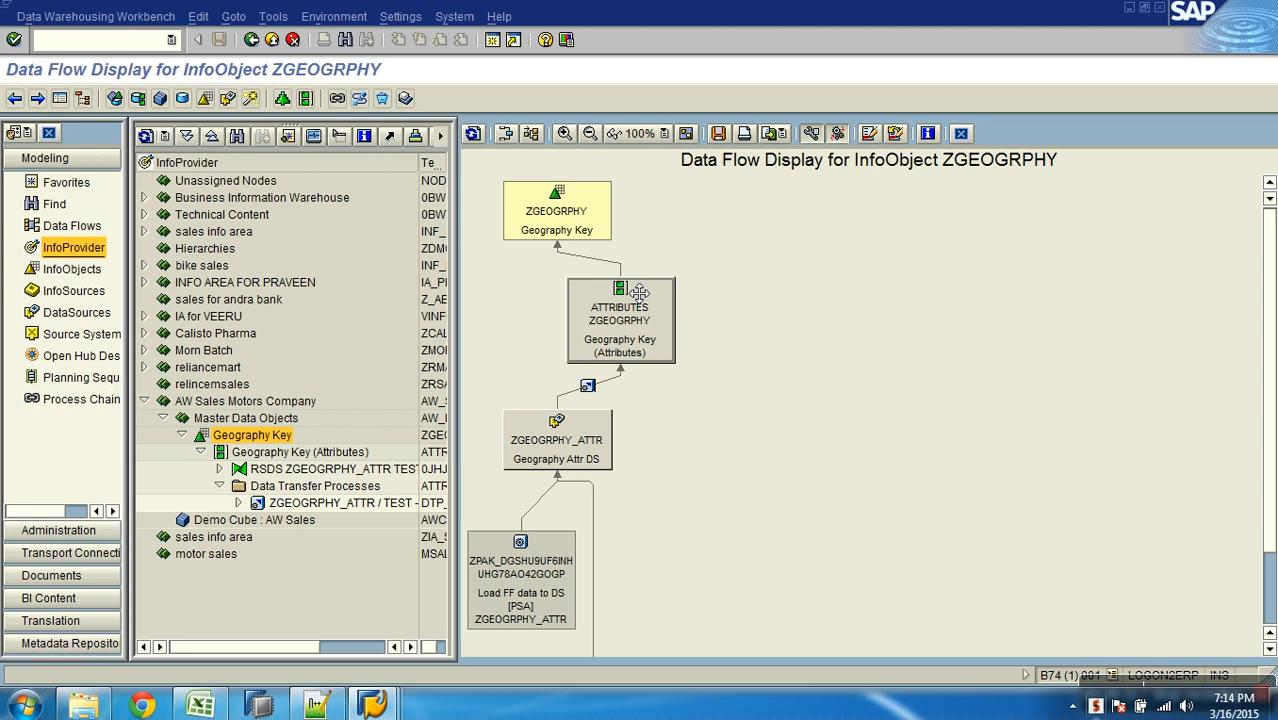 Data Warehousing Workbench Edit Goto Tools Environment Settings System Help
SAP
Data Flow Display for InfoObject ZGEOGRPHY
100%
Modeling
Favorites
Find
Data Flows
InfoProvider
InfoObjects
InfoSources
DataSources
Source System
Open Hub Des
Planning Sequ
Process Chain
Administration
Transport Connecti
Documents
BI Content
Translation
Metadata Reposito
InfoProvider Te...
Unassigned Nodes NOD
Business Information Warehouse 0BW
Technical Content 0BW
sales info area INF_
Hierarchies ZDM
bike sales INF_
INFO AREA FOR PRAVEEN IA_P
sales for andra bank Z_AE
IA for VEERU VINF
Calisto Pharma ZCAL
Morn Batch ZMO
reliancemart ZRM
relincemsales ZRSA
AW Sales Motors Company AW_
Master Data Objects AW_
Geography Key ZGE
Geography Key (Attributes) ATTR
RSDS ZGEOGRPHY_ATTR TEST 0JHJ
Data Transfer Processes ATTR
ZGEOGRPHY_ATTR / TEST - DTP_
Demo Cube : AW Sales AWC
sales info area ZIA_S
motor sales MSAL
Data Flow Display for InfoObject ZGEOGRPHY
ZGEOGRPHY
Geography Key
ATTRIBUTES
ZGEOGRPHY
Geography Key
(Attributes)
ZGEOGRPHY_ATTR
Geography Attr DS
ZPAK_DGSHU9UF6INH
UHG78AO42GOGP
Load FF data to DS
[PSA]
ZGEOGRPHY_ATTR
B74 (1) 001 LOGON2ERP INS
7:14 PM
3/16/2015